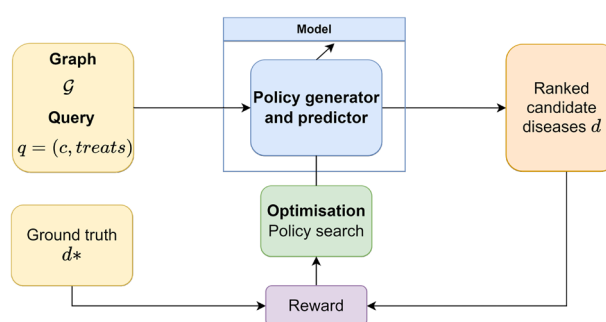 Model
Graph
𝒢
Query
q = (c, treats)
Policy generator
and predictor
Ranked
candidate
diseases d
Ground truth
d*
Optimisation
Policy search
Reward